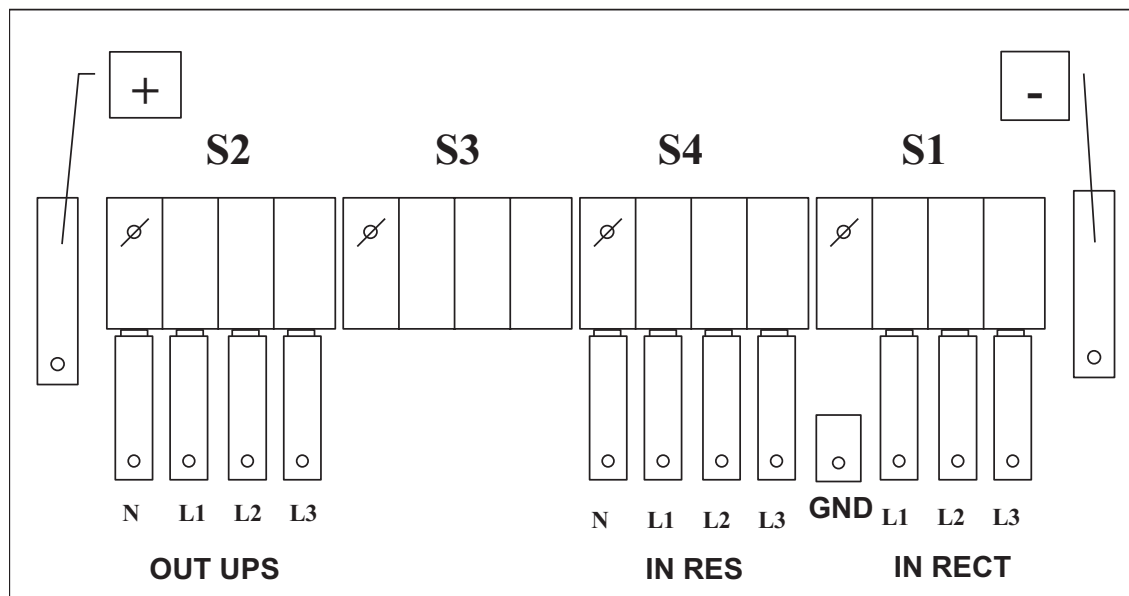 + -
S2 S3 S4 S1
N L1 L2 L3 N L1 L2 L3 GND L1 L2 L3
OUT UPS IN RES IN RECT